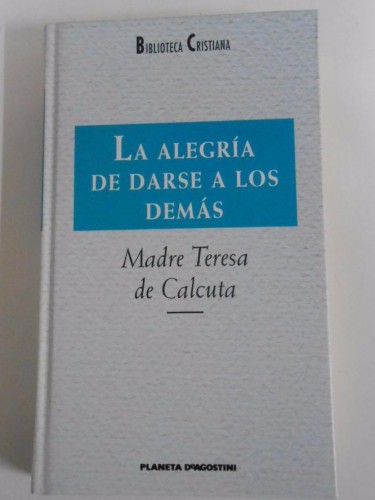 BIBLIOTECA CRISTIANA
LA ALEGRÍA
DE DARSE A LOS
DEMÁS
Madre Teresa
de Calcuta
PLANETA DEAGOSTINI